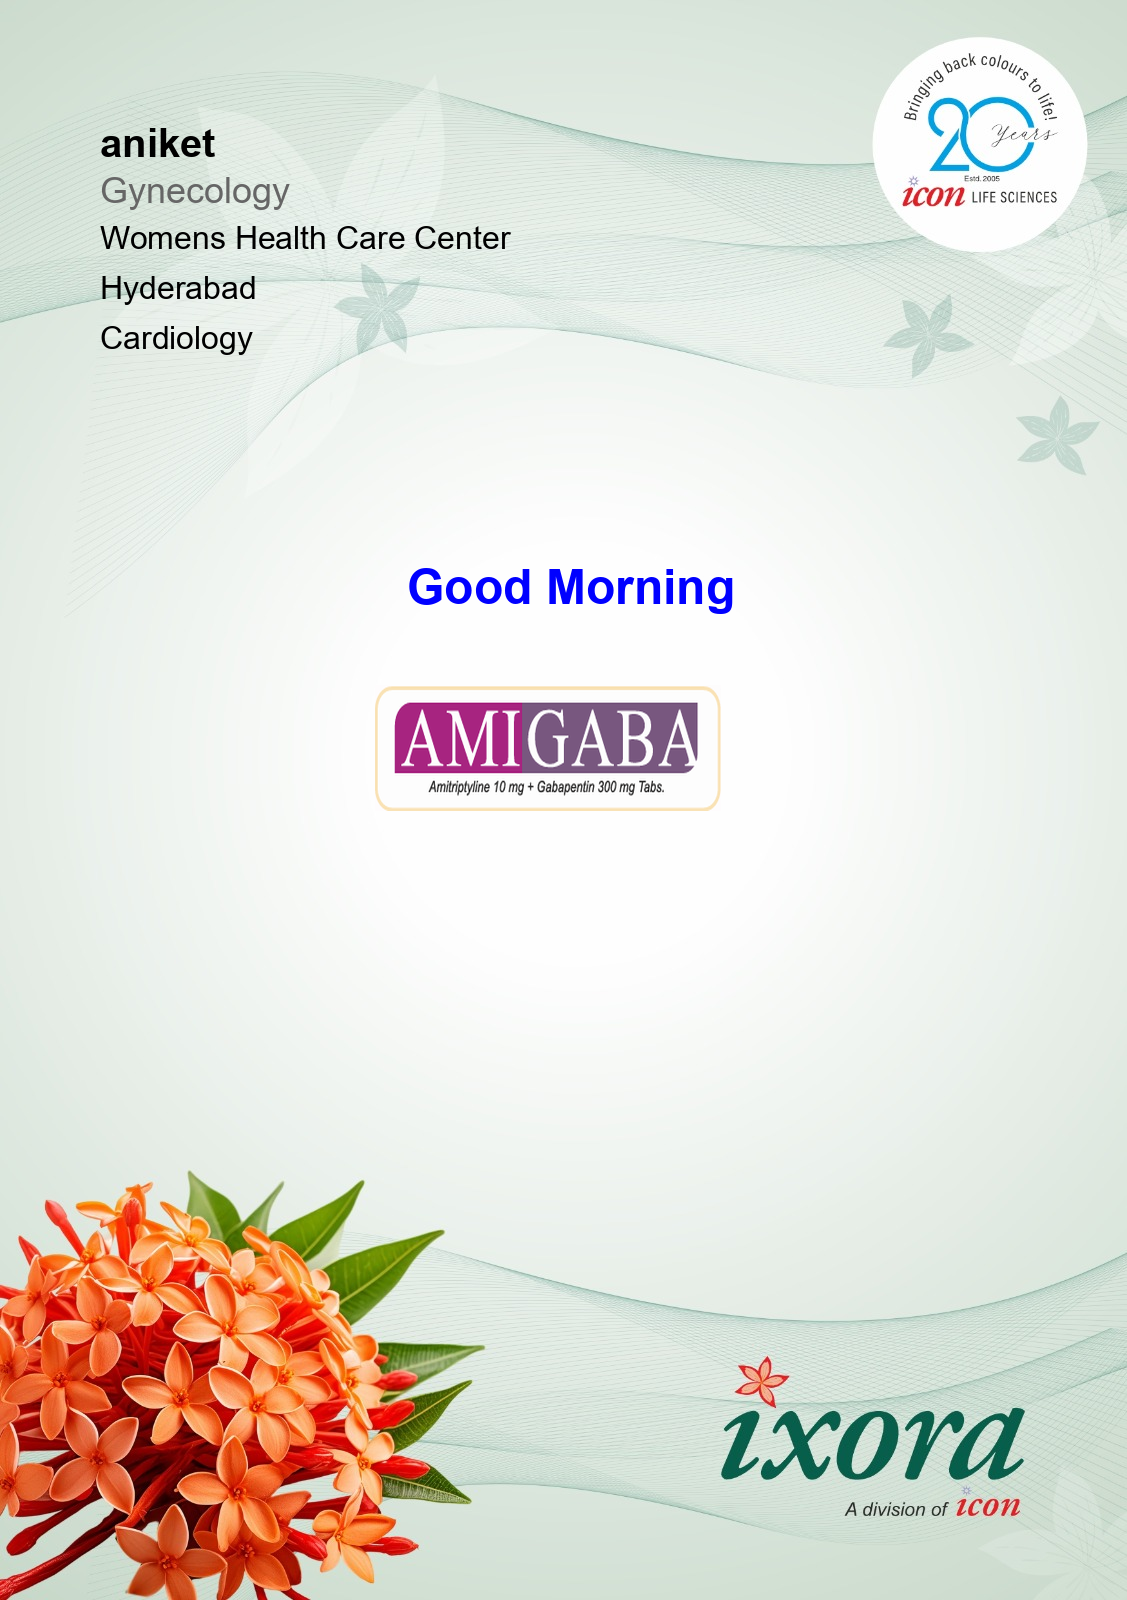 aniket
Gynecology
Womens Health Care Center
Hyderabad
Cardiology
Bringing back colours to life!
20 Years
Estd. 2005
icon LIFE SCIENCES
Good Morning
AMIGABA
Amitriptyline 10 mg + Gabapentin 300 mg Tabs.
ixora
A division of icon